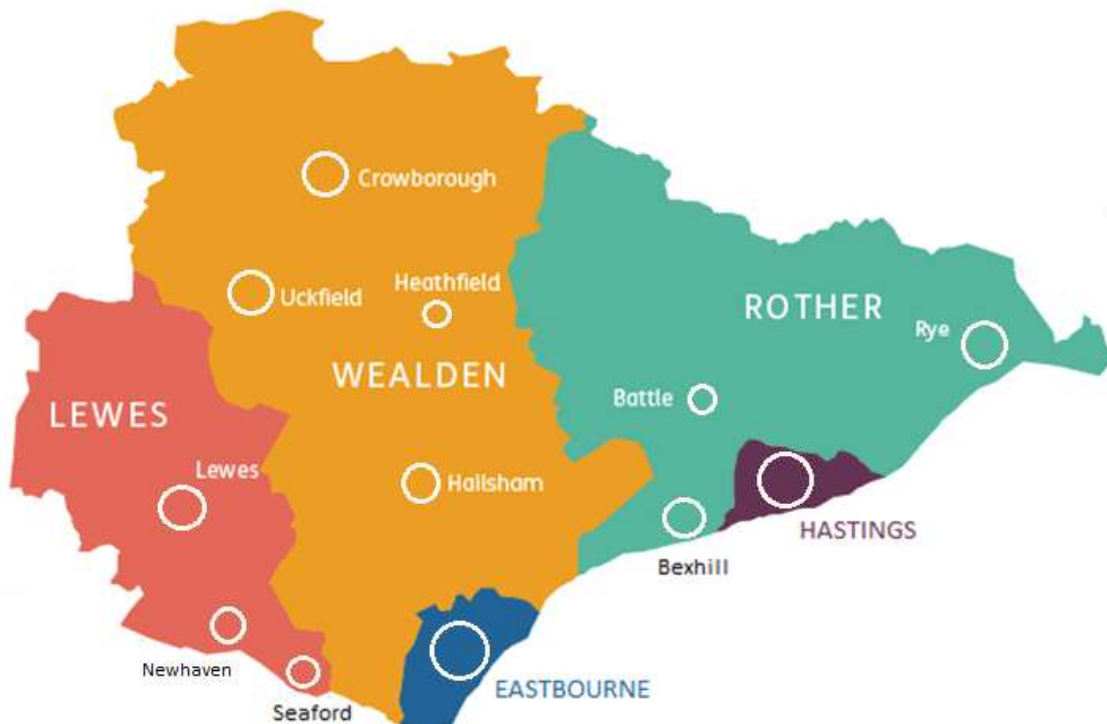 Crowborough
Heathfield
Uckfield
ROTHER
Rye
WEALDEN
Battle
LEWES
Lewes
Hailsham
HASTINGS
Bexhill
Newhaven
EASTBOURNE
Seaford